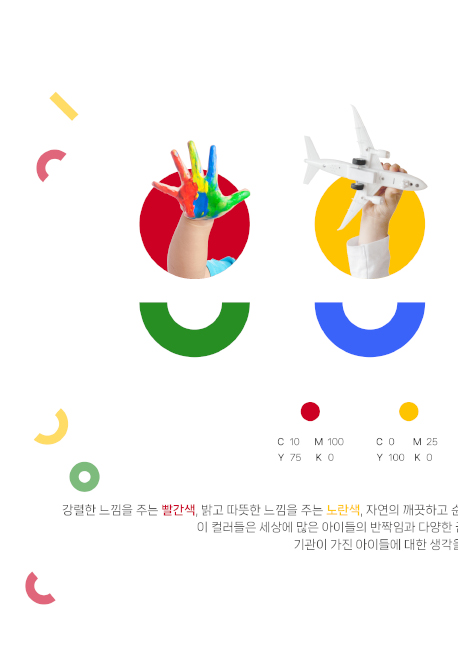 C 10 M 100 C 0 M 25
Y 75 K 0 Y 100 K 0
강렬한 느낌을 주는 빨간색, 밝고 따뜻한 느낌을 주는 노란색, 자연의 깨끗하고
이 컬러들은 세상에 많은 아이들의 반짝임과 다양한
기관이 가진 아이들에 대한 생각을